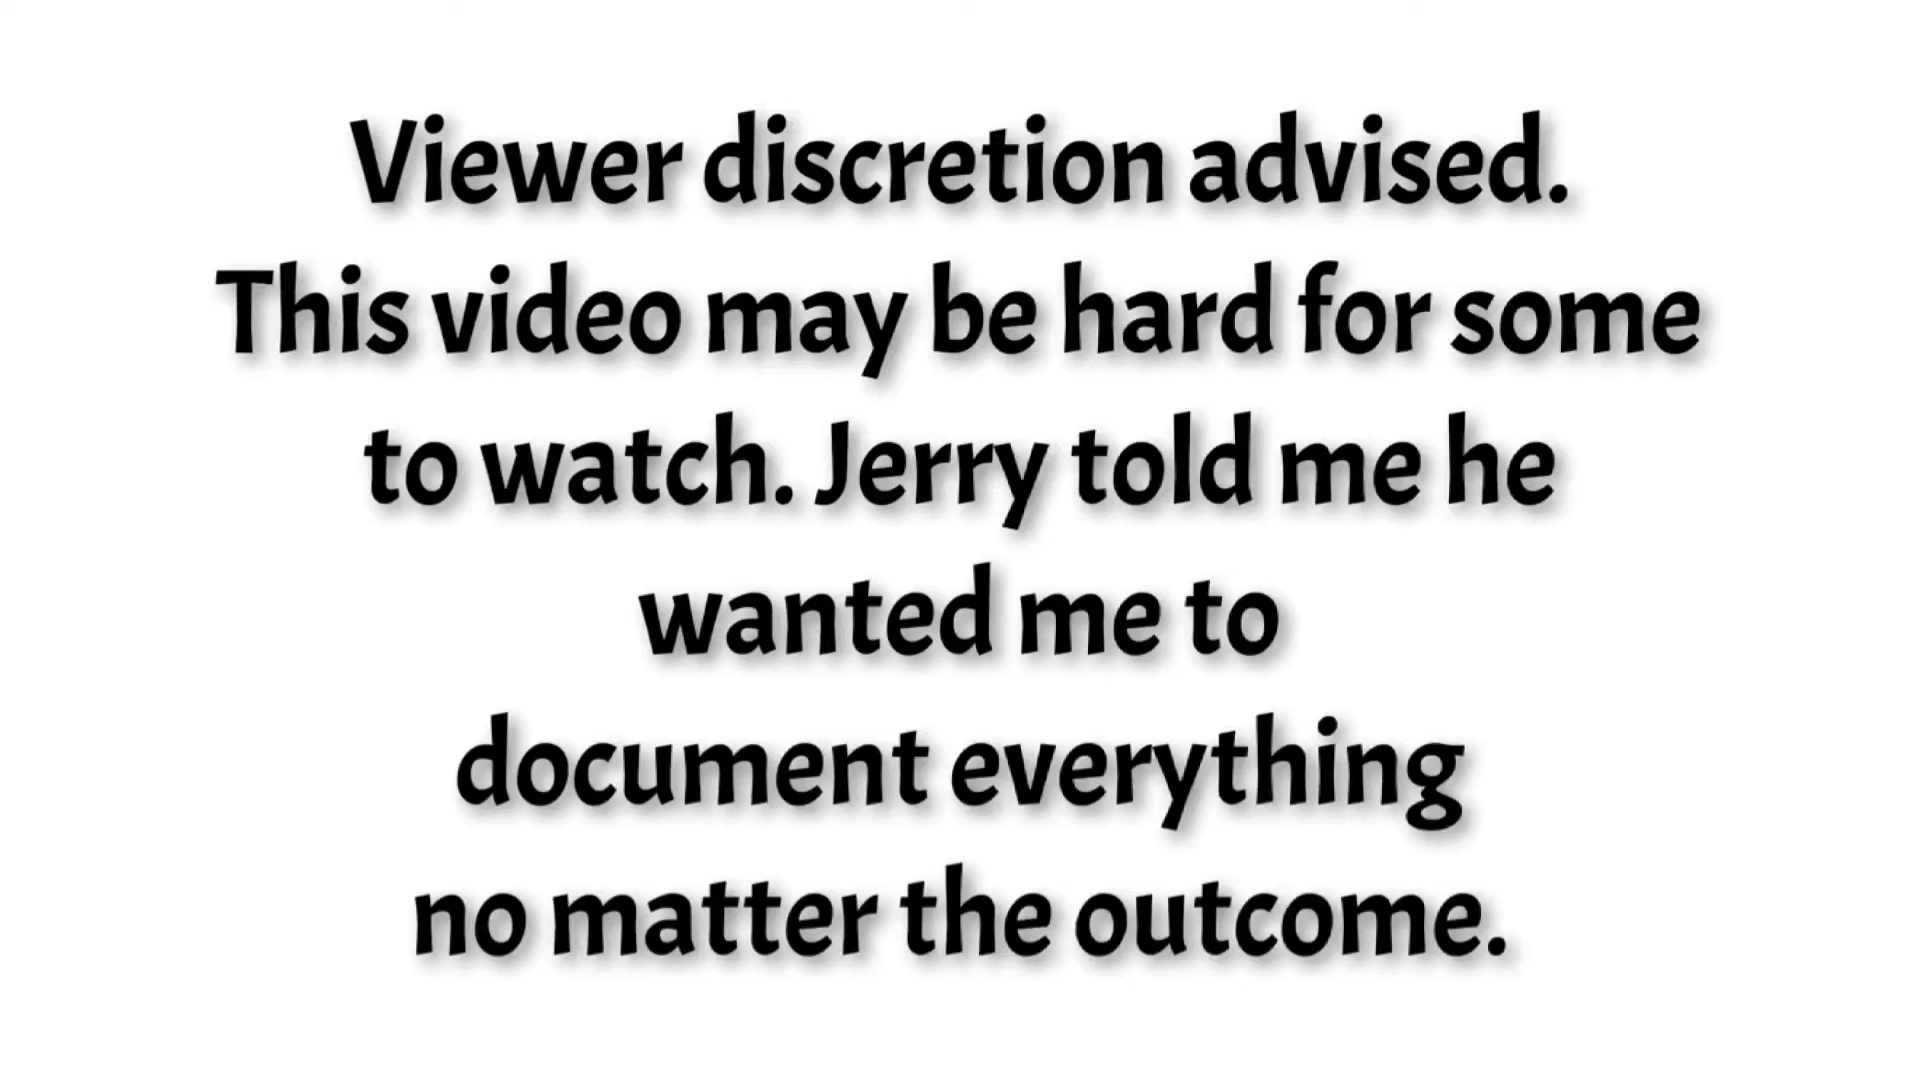 Viewer discretion advised.
This video may be hard for some
to watch. Jerry told me he
wanted me to
document everything
no matter the outcome.